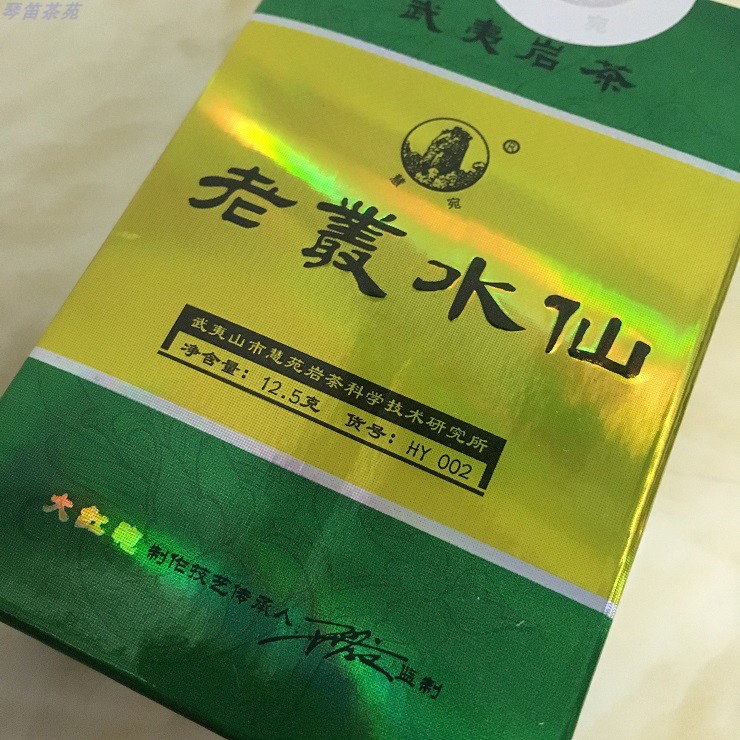 琴笛茶苑
宛
武夷岩茶
®
慧宛
老叢水仙
武夷山市慧苑岩茶科学技术研究所
净含量：12.5克 货号：HY 002
大红袍制作技艺传承人 监制